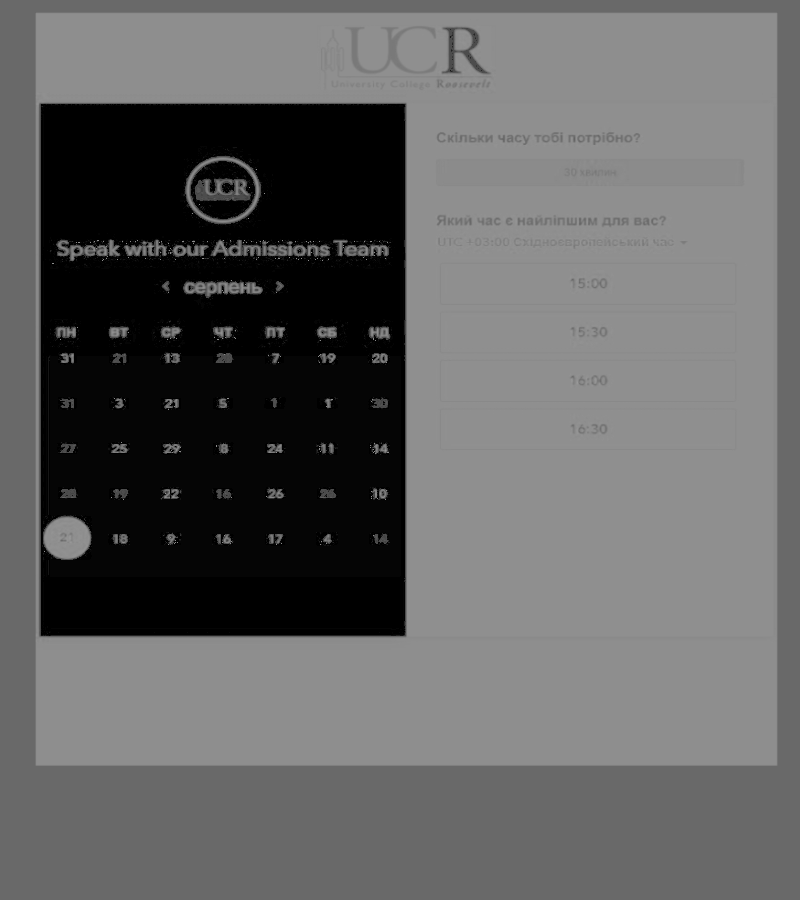 UCR
University College Roosevelt
UCR
Speak with our Admissions Team
< серпень >
ПН ВТ СР ЧТ ПТ СБ НД
31 21 13 28 7 19 20
31 3 21 5 1 1 30
27 25 29 8 24 11 14
28 19 22 16 26 26 10
21 18 9 16 17 4 14
Скільки часу тобі потрібно?
30 хвилин
Який час є найліпшим для вас?
UTC +03:00 Східноєвропейський час
15:00
15:30
16:00
16:30